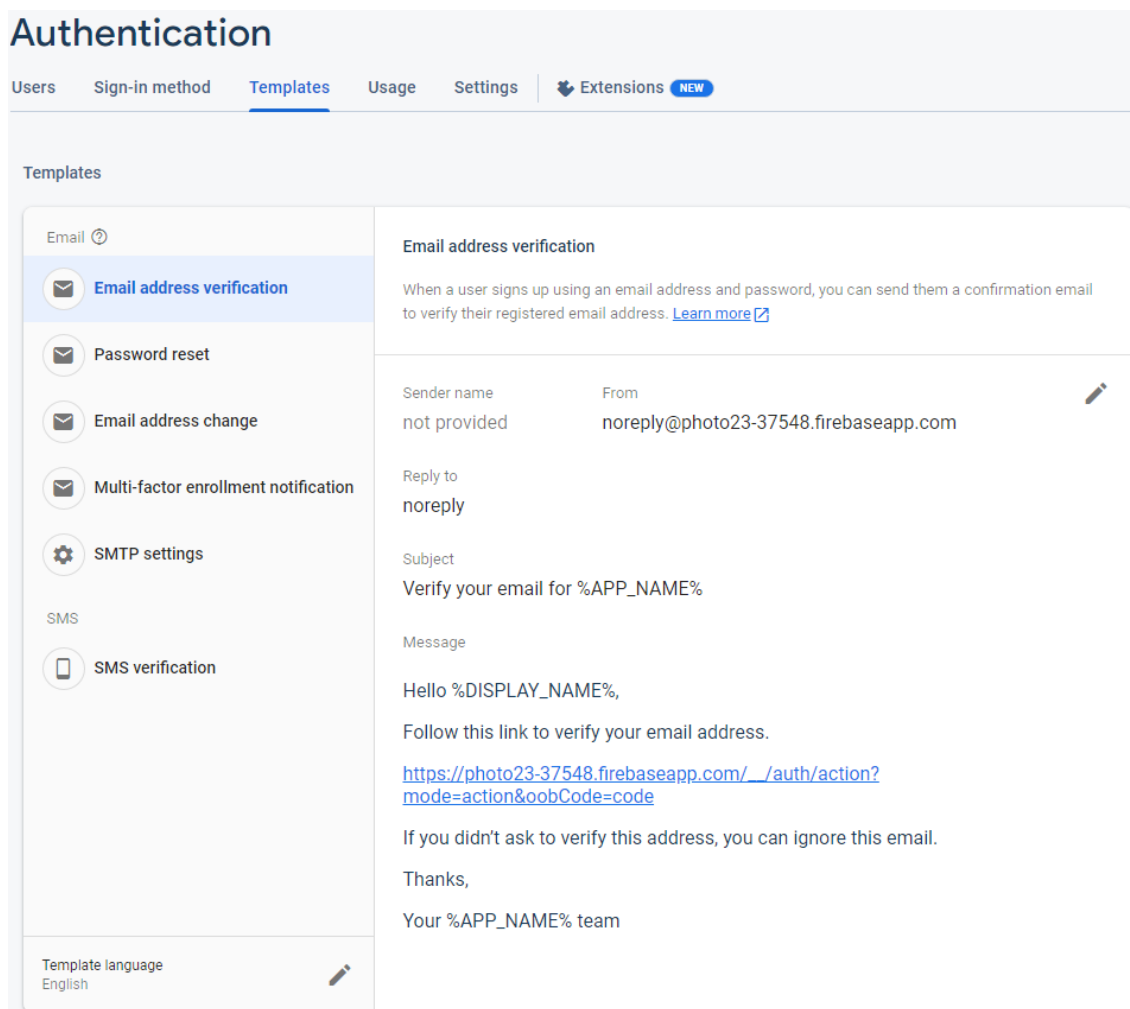 Authentication
Users Sign-in method Templates Usage Settings Extensions NEW
Templates
Email
Email address verification
Password reset
Email address change
Multi-factor enrollment notification
SMTP settings
SMS
SMS verification
Template language
English
Email address verification
When a user signs up using an email address and password, you can send them a confirmation email
to verify their registered email address. Learn more
Sender name From
not provided noreply@photo23-37548.firebaseapp.com
Reply to
noreply
Subject
Verify your email for %APP_NAME%
Message
Hello %DISPLAY_NAME%,
Follow this link to verify your email address.
https://photo23-37548.firebaseapp.com/__/auth/action?
mode=action&oobCode=code
If you didn’t ask to verify this address, you can ignore this email.
Thanks,
Your %APP_NAME% team